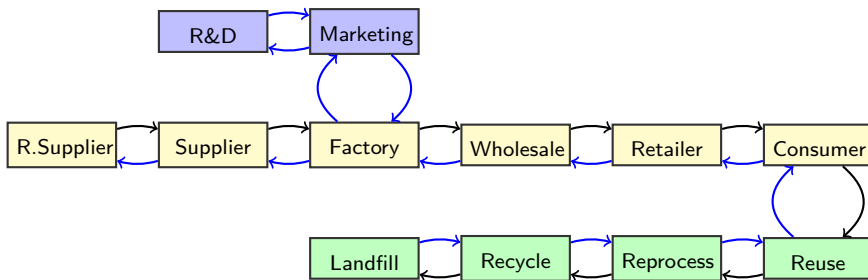 R&D
Marketing
R.Supplier
Supplier
Factory
Wholesale
Retailer
Consumer
Landfill
Recycle
Reprocess
Reuse